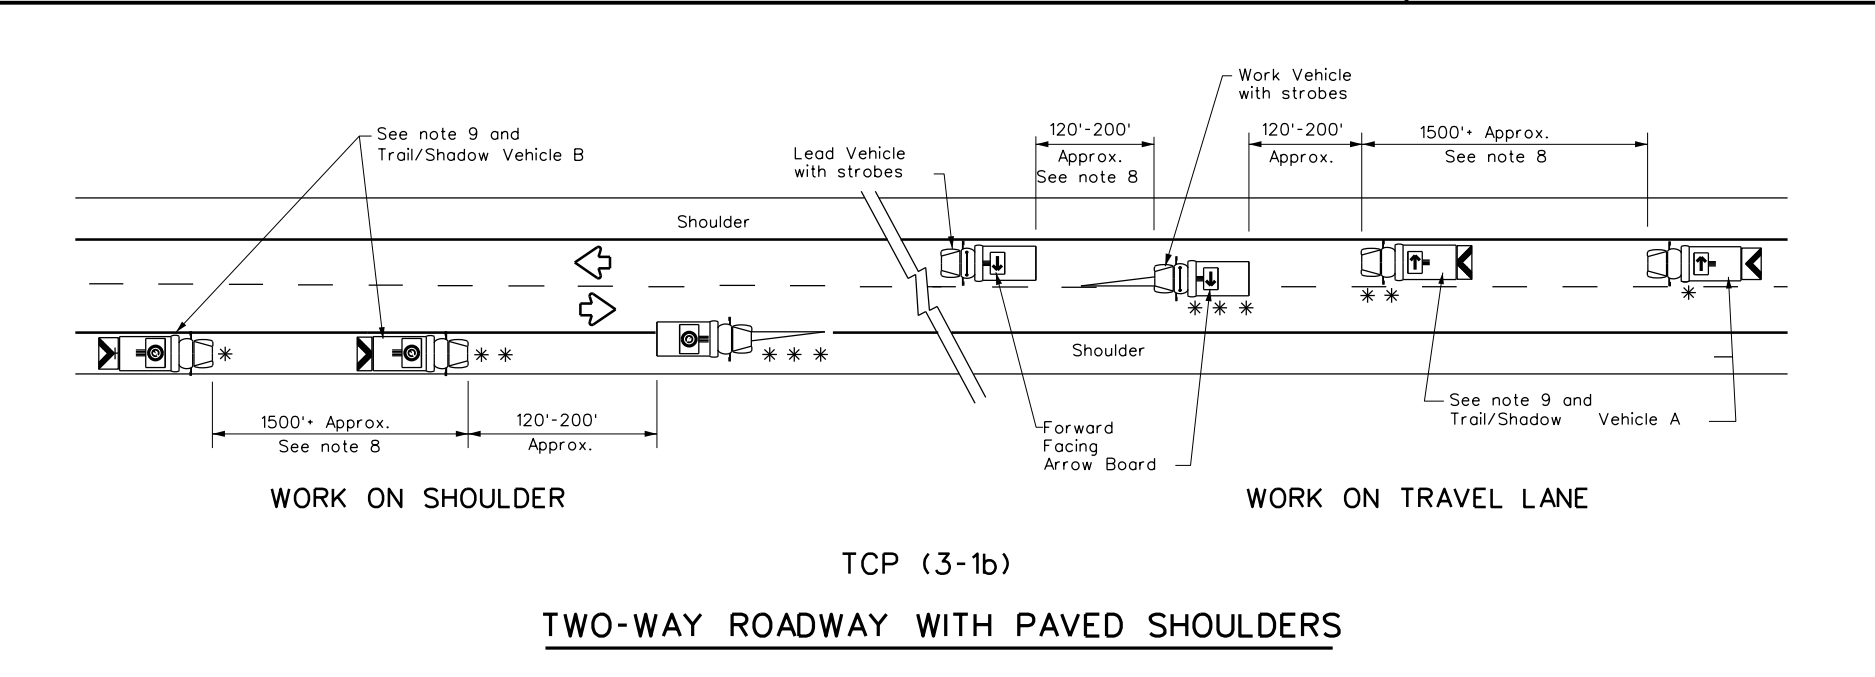 Work Vehicle
with strobes
See note 9 and
Trail/Shadow Vehicle B
Lead Vehicle
with strobes
120'-200'
Approx.
See note 8
120'-200'
Approx.
1500'+ Approx.
See note 8
Shoulder
Shoulder
1500'+ Approx.
See note 8
120'-200'
Approx.
Forward
Facing
Arrow Board
See note 9 and
Trail/Shadow Vehicle A
WORK ON SHOULDER
WORK ON TRAVEL LANE
TCP (3-1b)
TWO-WAY ROADWAY WITH PAVED SHOULDERS